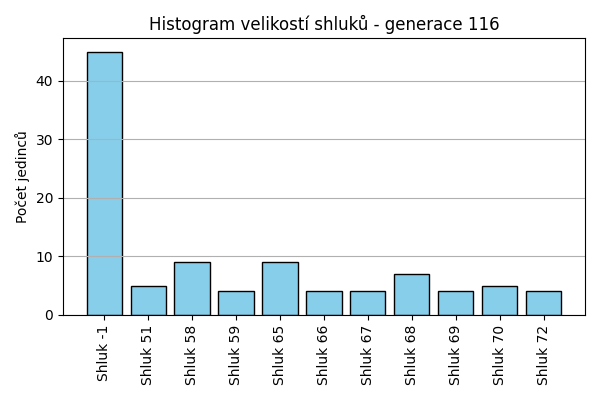 Histogram velikostí shluků - generace 116
Počet jedinců
40
30
20
10
0
Shluk -1
Shluk 51
Shluk 58
Shluk 59
Shluk 65
Shluk 66
Shluk 67
Shluk 68
Shluk 69
Shluk 70
Shluk 72